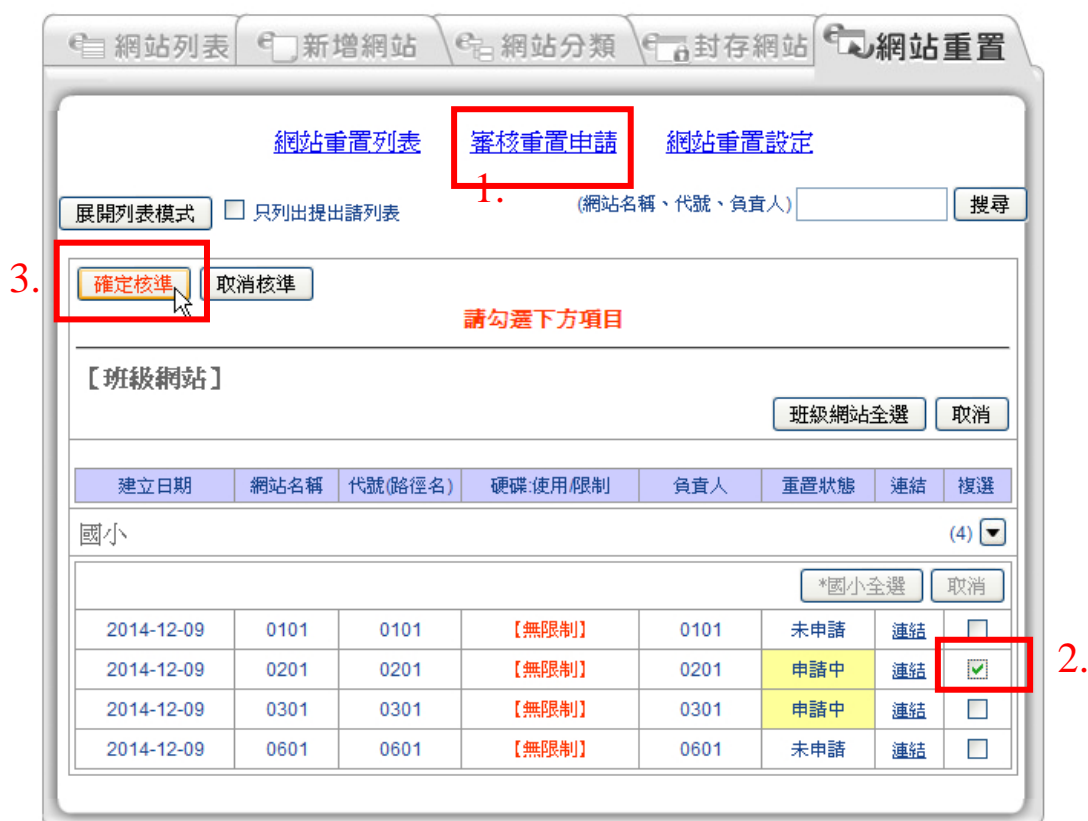 網站列表 新增網站 網站分類 封存網站 網站重置
網站重置列表 審核重置申請 網站重置設定
1.
展開列表模式 只列出提出請列表 (網站名稱、代號、負責人) 搜尋
3.
確定核準 取消核準
請勾選下方項目
【班級網站】
班級網站全選 取消
建立日期 網站名稱 代號(路徑名) 硬碟:使用/限制 負責人 重置狀態 連結 複選
國小 (4)
*國小全選 取消
2014-12-09 0101 0101 【無限制】 0101 未申請 連結
2.
2014-12-09 0201 0201 【無限制】 0201 申請中 連結
2014-12-09 0301 0301 【無限制】 0301 申請中 連結
2014-12-09 0601 0601 【無限制】 0601 未申請 連結